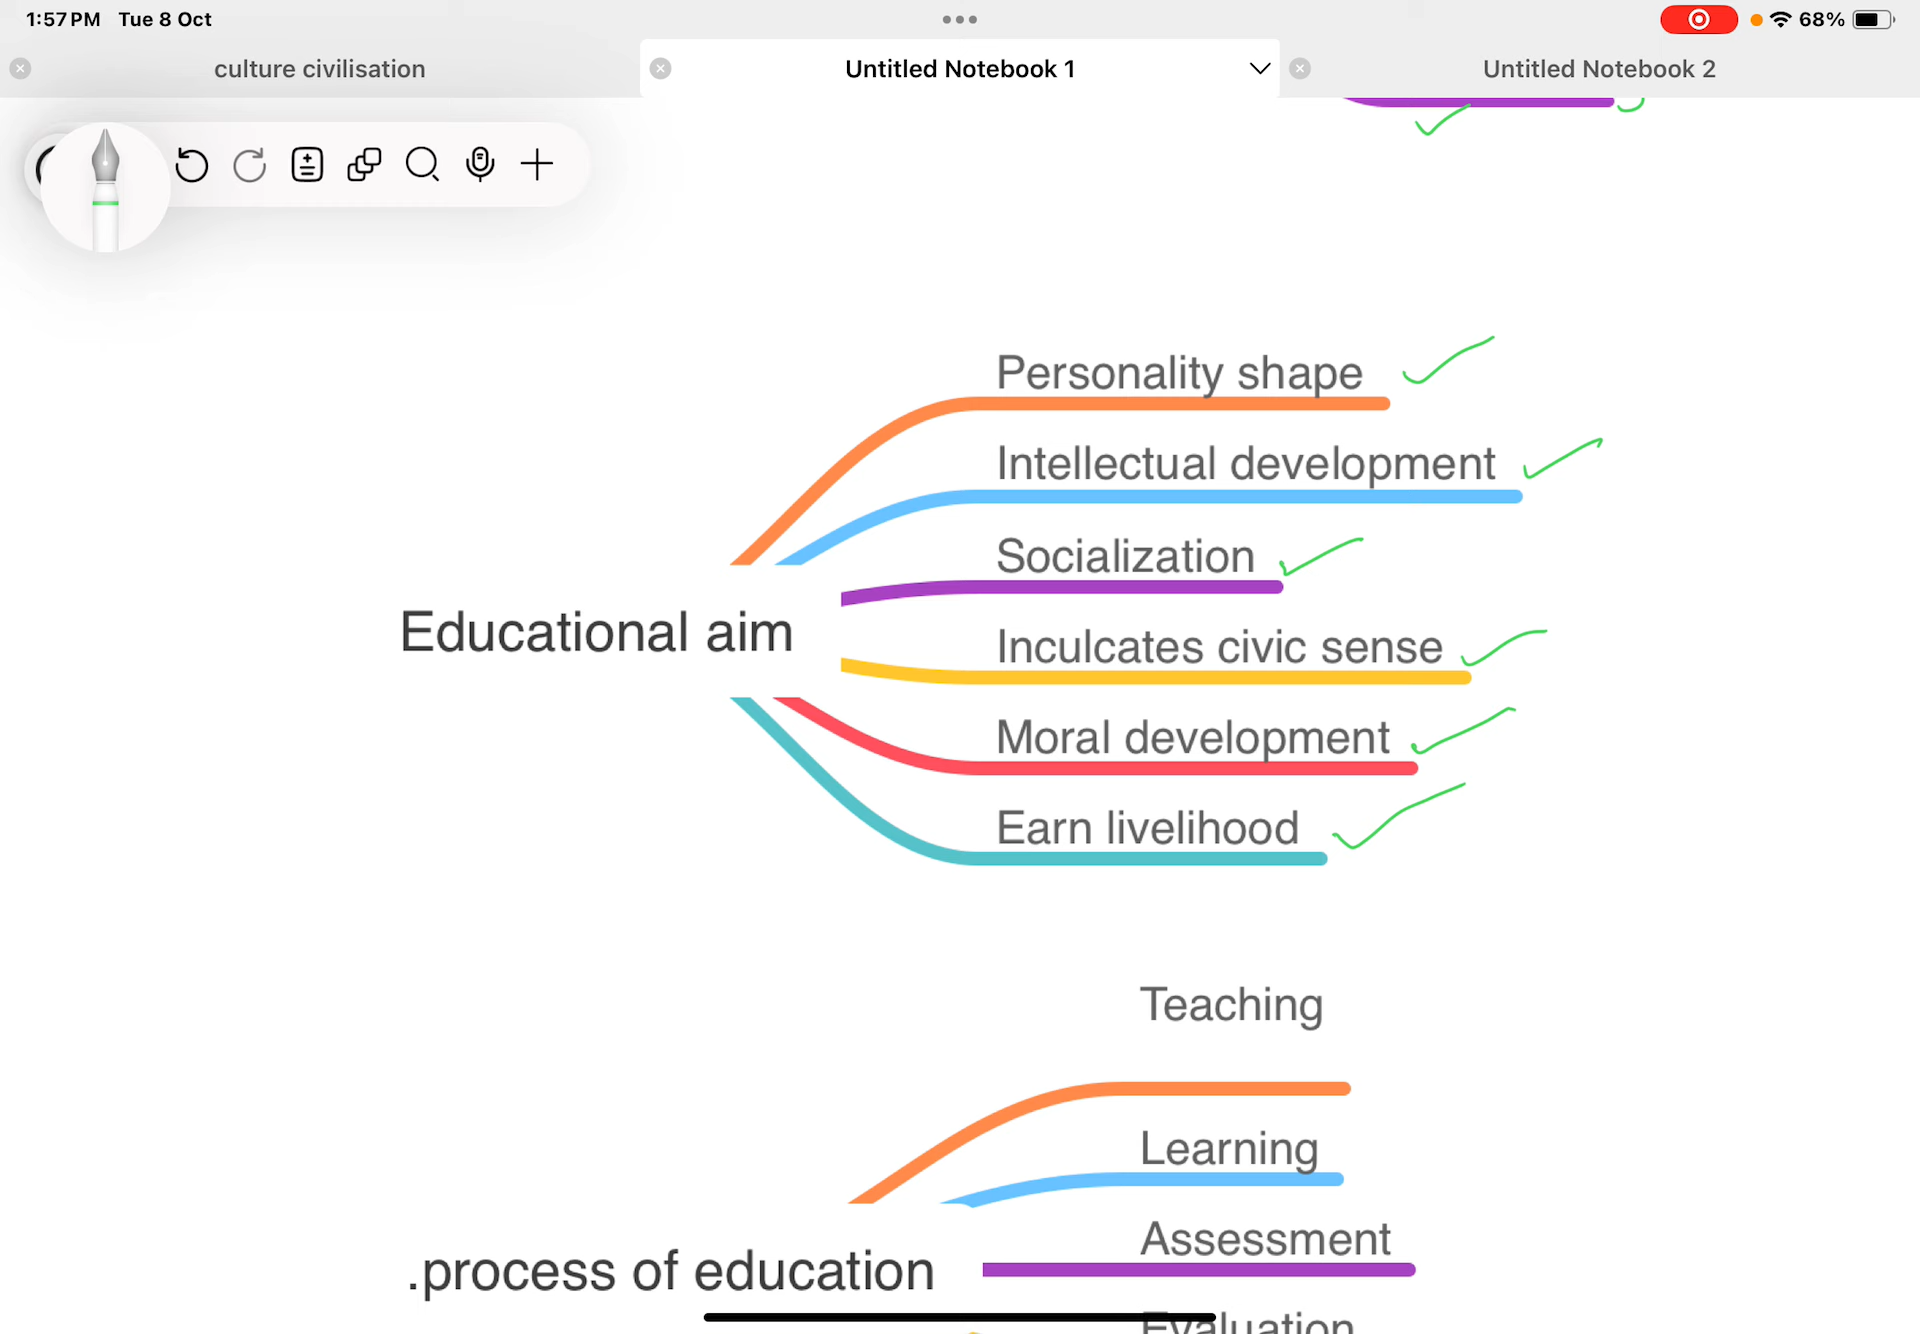 1:57 PM Tue 8 Oct
68%
culture civilisation
Untitled Notebook 1
Untitled Notebook 2
Personality shape
Intellectual development
Socialization
Educational aim
Inculcates civic sense
Moral development
Earn livelihood
Teaching
Learning
Assessment
.process of education
Evaluation